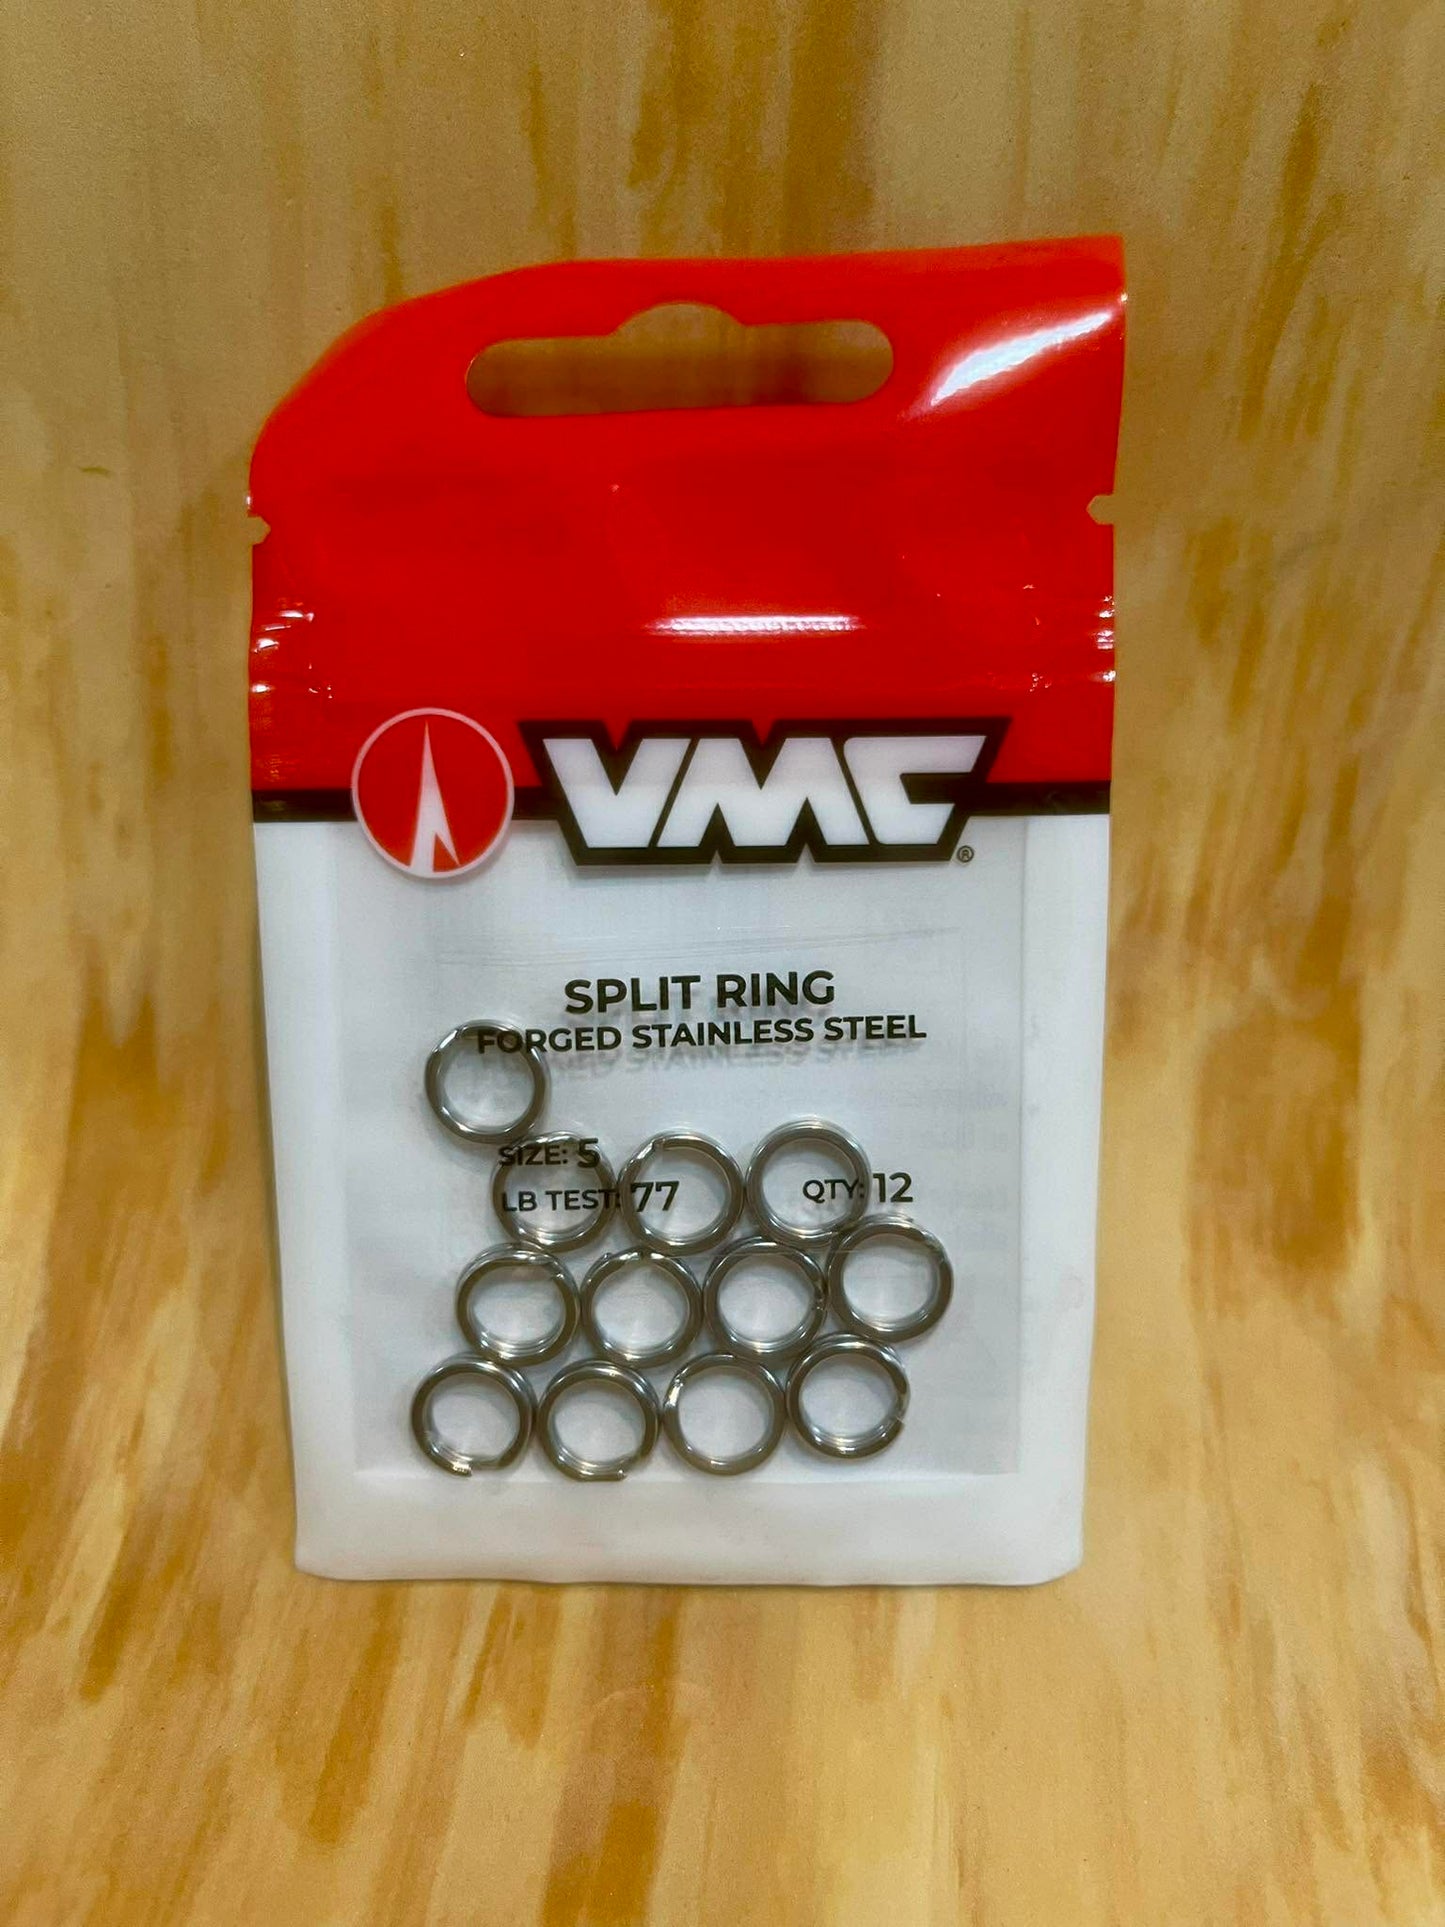 VMC®
SPLIT RING
FORGED STAINLESS STEEL
SIZE: 5
LB TEST: 77 QTY: 12